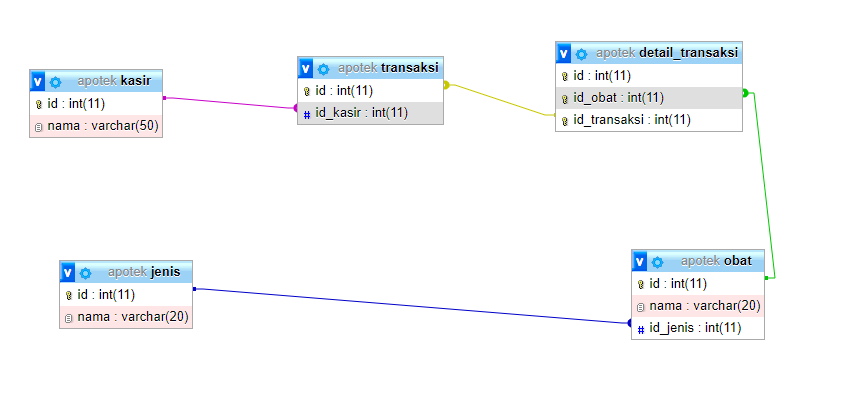 v apotek kasir
id : int(11)
nama : varchar(50)
v apotek transaksi
id : int(11)
# id_kasir : int(11)
v apotek detail_transaksi
id : int(11)
id_obat : int(11)
id_transaksi : int(11)
v apotek jenis
id : int(11)
nama : varchar(20)
v apotek obat
id : int(11)
nama : varchar(20)
# id_jenis : int(11)